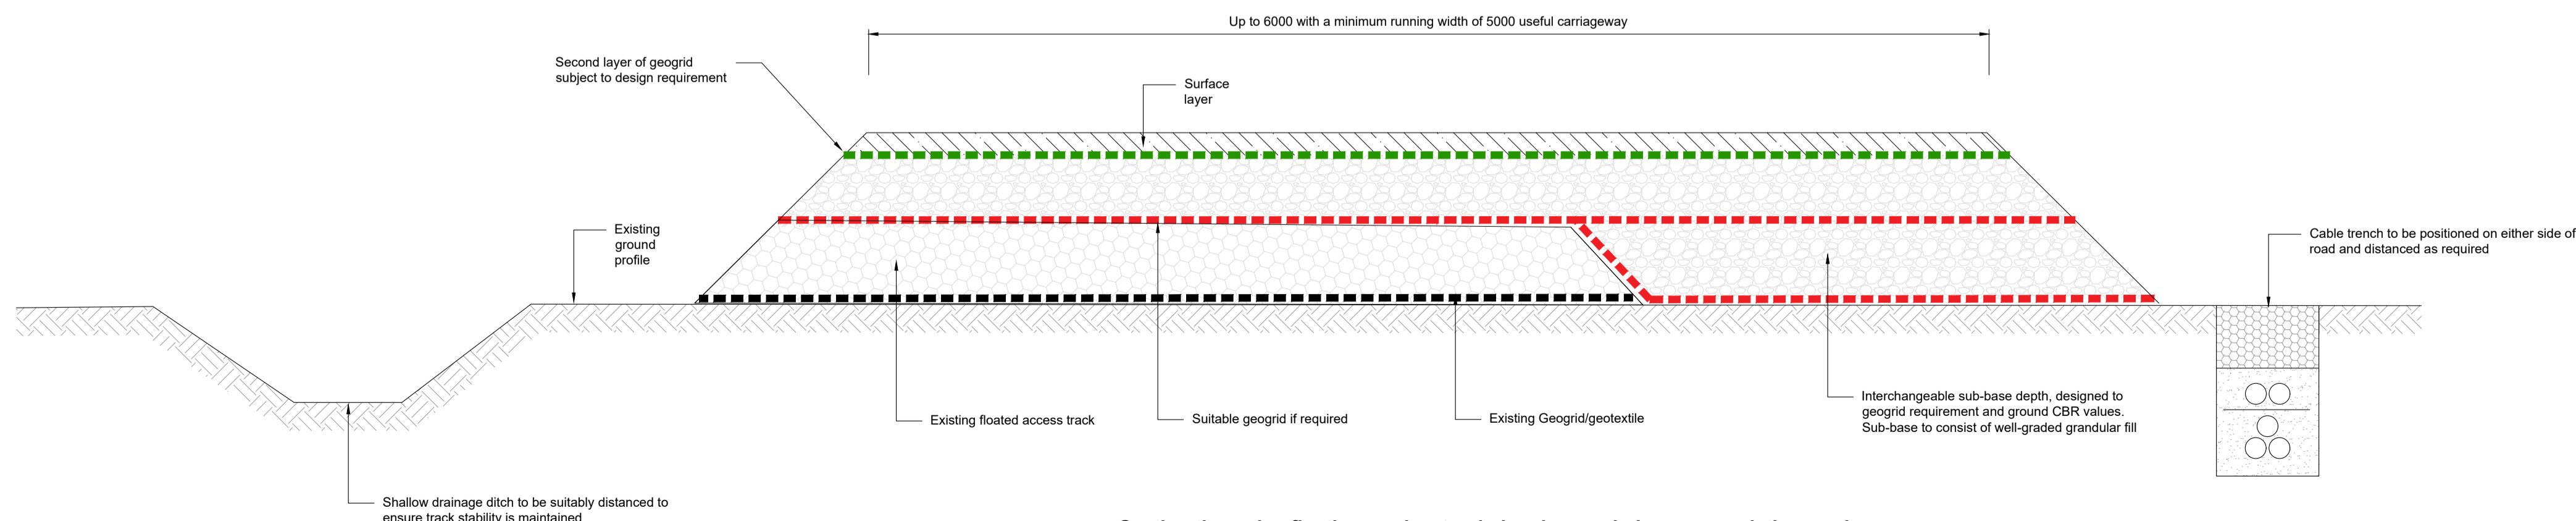 Up to 6000 with a minimum running width of 5000 useful carriageway
Second layer of geogrid
subject to design requirement
Surface
layer
Existing
ground
profile
Cable trench to be positioned on either side of
road and distanced as required
Existing floated access track
Suitable geogrid if required
Existing Geogrid/geotextile
Interchangeable sub-base depth, designed to
geogrid requirement and ground CBR values.
Sub-base to consist of well-graded grandular fill
Shallow drainage ditch to be suitably distanced to
ensure track stability is maintained